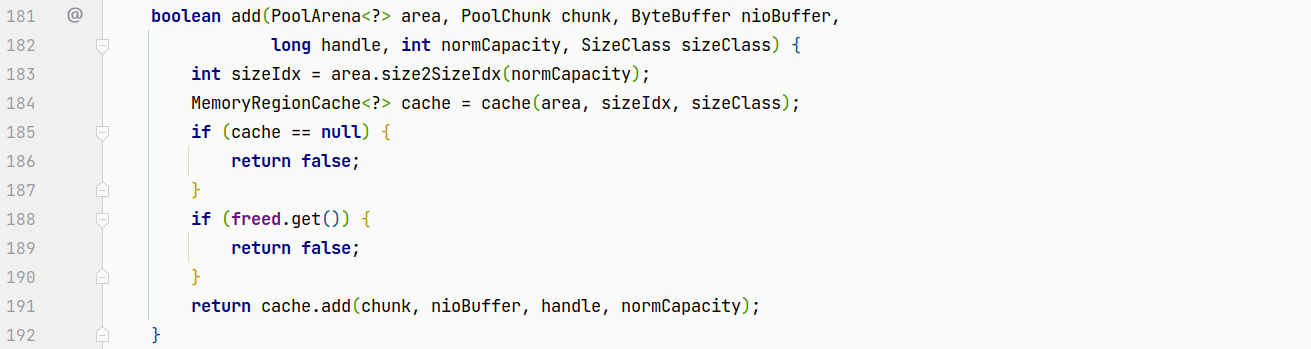 181 @ boolean add(PoolArena<?> area, PoolChunk chunk, ByteBuffer nioBuffer,
182 long handle, int normCapacity, SizeClass sizeClass) {
183 int sizeIdx = area.size2SizeIdx(normCapacity);
184 MemoryRegionCache<?> cache = cache(area, sizeIdx, sizeClass);
185 if (cache == null) {
186 return false;
187 }
188 if (freed.get()) {
189 return false;
190 }
191 return cache.add(chunk, nioBuffer, handle, normCapacity);
192 }